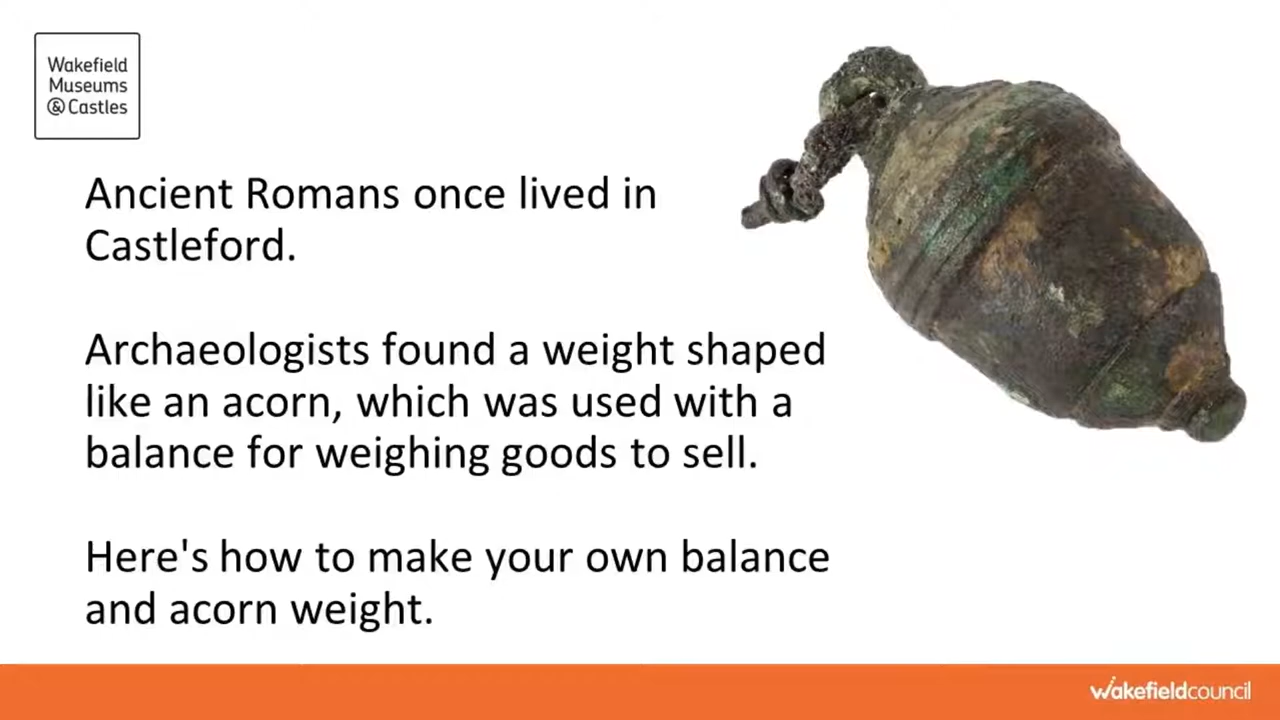 Wakefield
Museums
& Castles
Ancient Romans once lived in
Castleford.
Archaeologists found a weight shaped
like an acorn, which was used with a
balance for weighing goods to sell.
Here's how to make your own balance
and acorn weight.
wakefieldcouncil